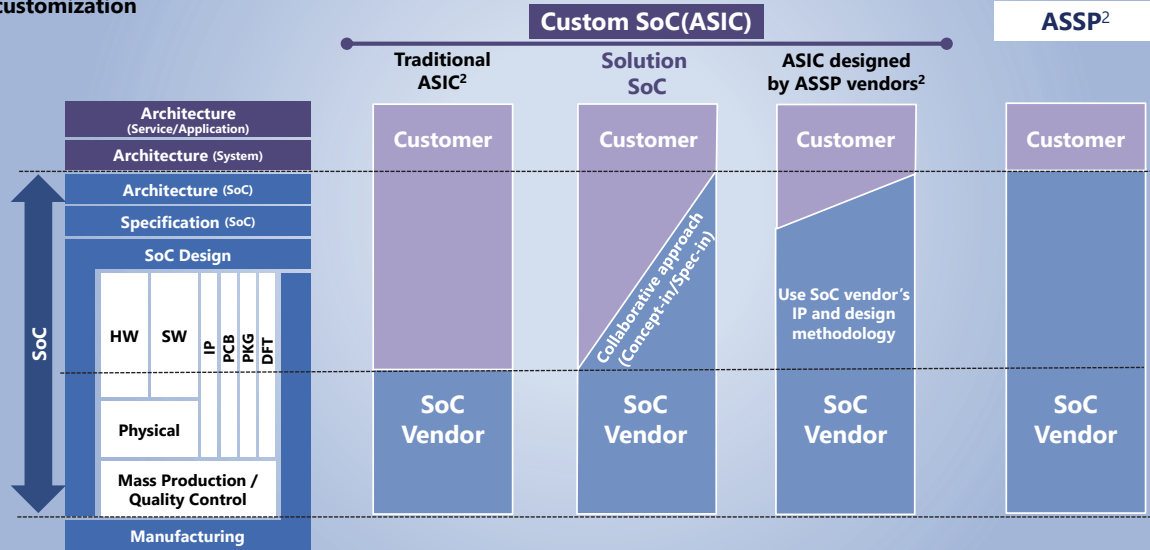 customization
Custom SoC(ASIC)
ASSP2
Traditional
ASIC2
Solution
SoC
ASIC designed
by ASSP vendors2
Architecture
(Service/Application)
Architecture (System)
Architecture (SoC)
Specification (SoC)
SoC Design
HW
SW
IP
PCB
PKG
DFT
Physical
Mass Production /
Quality Control
Manufacturing
SoC
Customer
SoC
Vendor
Customer
Collaborative approach
(Concept-in/Spec-in)
SoC
Vendor
Customer
Use SoC vendor's
IP and design
methodology
SoC
Vendor
Customer
SoC
Vendor